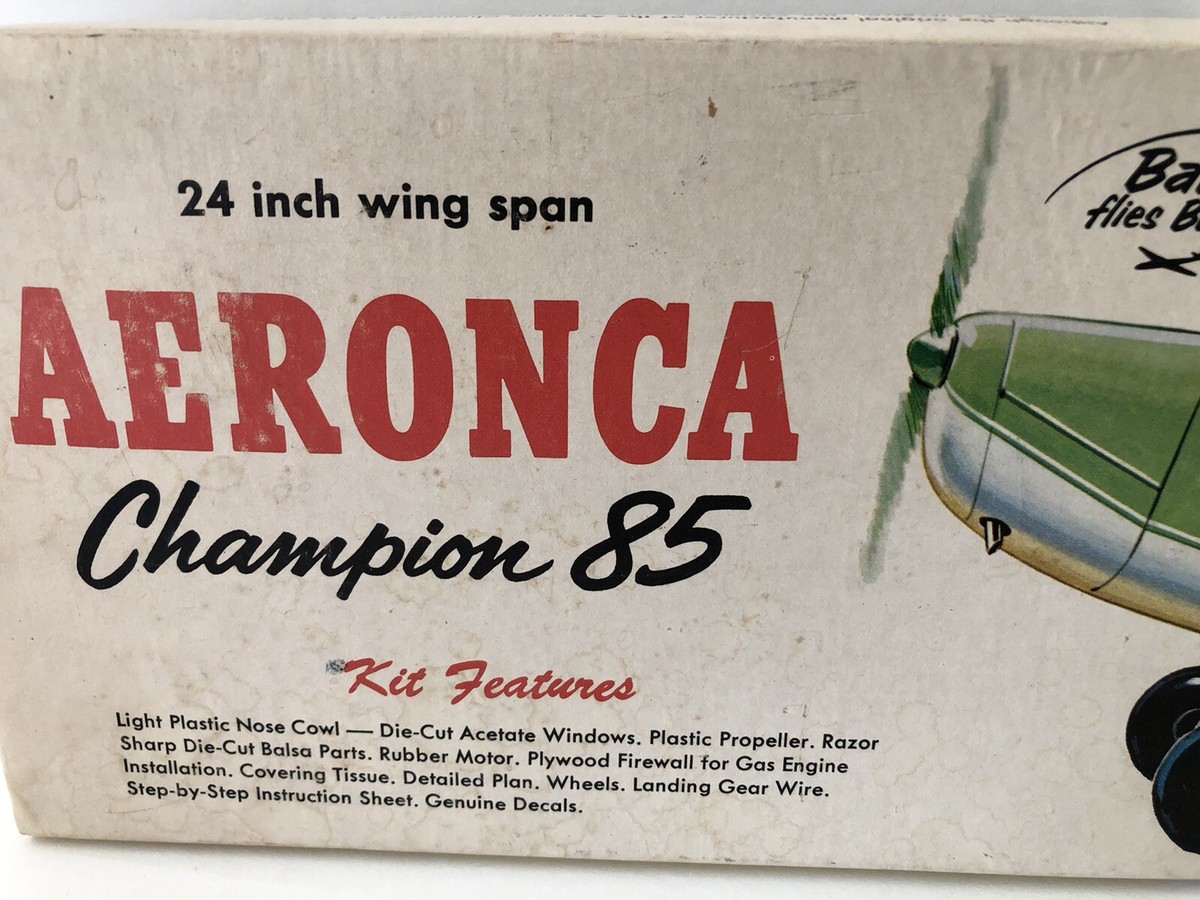 24 inch wing span
AERONCA
Champion 85
flies
Kit Features
Light Plastic Nose Cowl — Die-Cut Acetate Windows. Plastic Propeller. Razor
Sharp Die-Cut Balsa Parts. Rubber Motor. Plywood Firewall for Gas Engine
Installation. Covering Tissue. Detailed Plan. Wheels. Landing Gear Wire.
Step-by-Step Instruction Sheet. Genuine Decals.